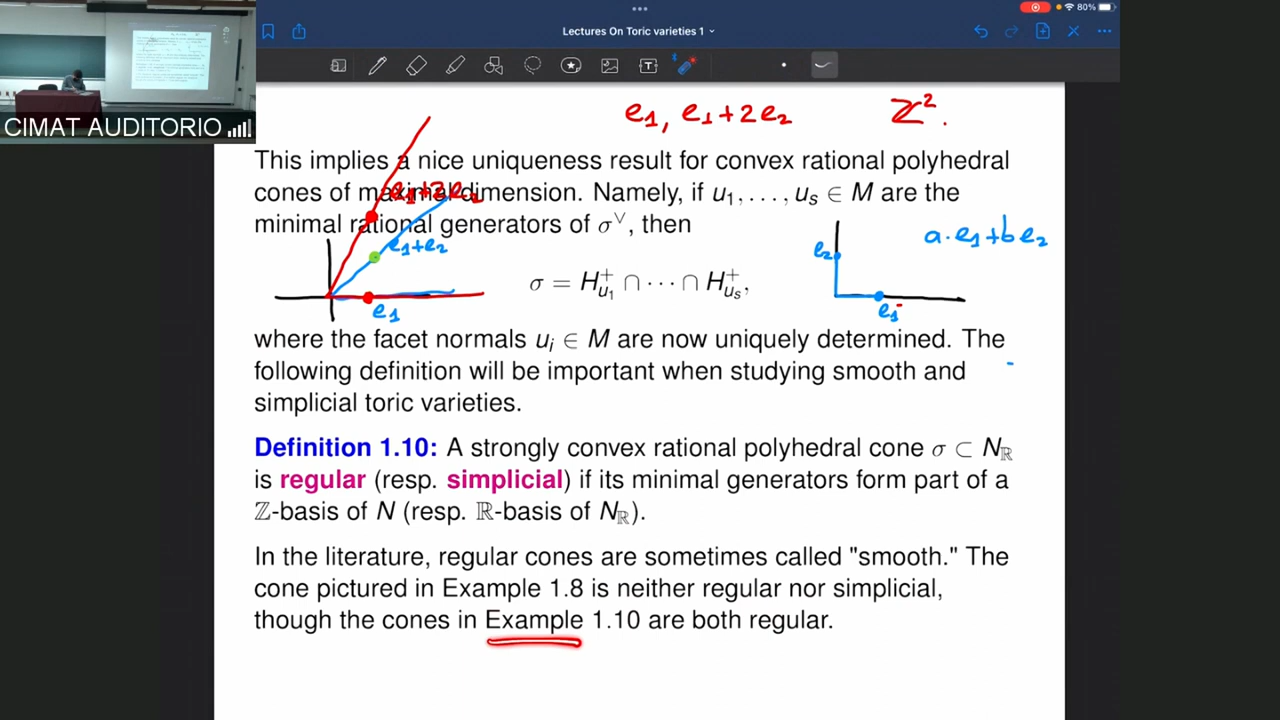 80%
Lectures On Toric varieties 1
CIMAT AUDITORIO
e₁, e₁+2e₂ ℤ².
This implies a nice uniqueness result for convex rational polyhedral
cones of maximal dimension. Namely, if u₁, . . . , uₛ ∈ M are the
minimal rational generators of σ^∨, then
e₁+2e₂
e₁+e₂
e₁
σ = H⁺_{u₁} ∩ · · · ∩ H⁺_{uₛ},
e₂
e₁
a·e₁+be₂
where the facet normals uᵢ ∈ M are now uniquely determined. The
following definition will be important when studying smooth and
simplicial toric varieties.
Definition 1.10: A strongly convex rational polyhedral cone σ ⊂ N_ℝ
is regular (resp. simplicial) if its minimal generators form part of a
ℤ-basis of N (resp. ℝ-basis of N_ℝ).
In the literature, regular cones are sometimes called "smooth." The
cone pictured in Example 1.8 is neither regular nor simplicial,
though the cones in Example 1.10 are both regular.